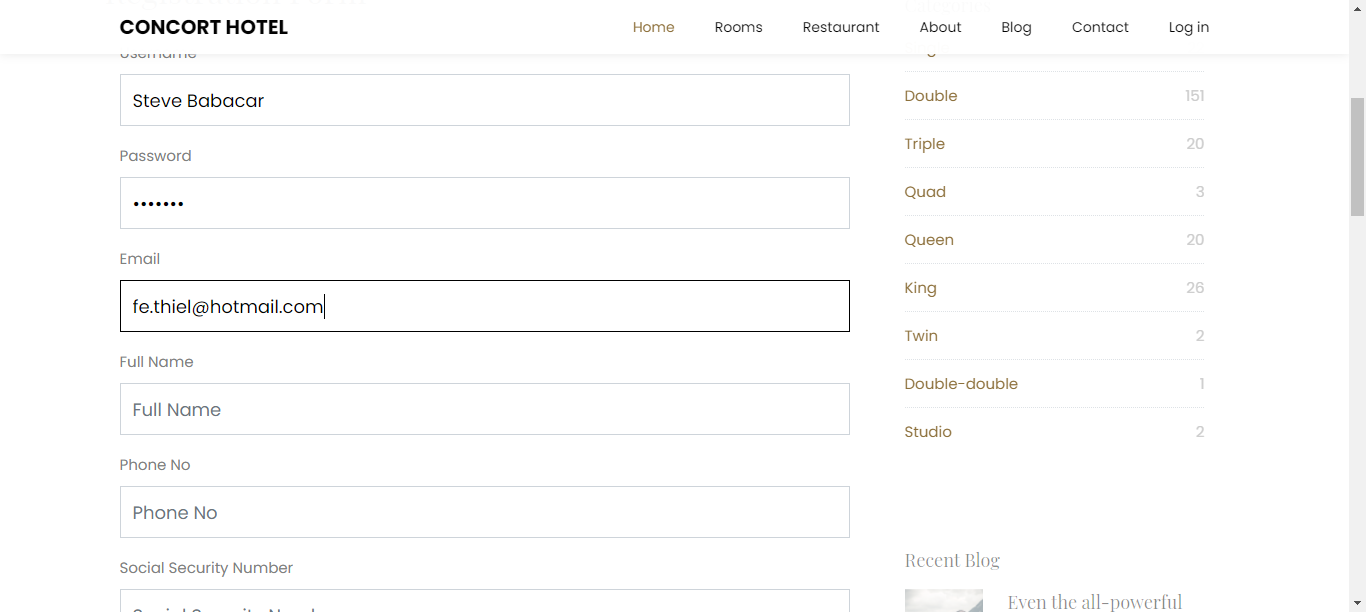 CONCORT HOTEL
Home Rooms Restaurant About Blog Contact Log in
Username
Steve Babacar
Password
•••••••
Email
fe.thiel@hotmail.com
Full Name
Full Name
Phone No
Phone No
Social Security Number
Double 151
Triple 20
Quad 3
Queen 20
King 26
Twin 2
Double-double 1
Studio 2
Recent Blog
Even the all-powerful